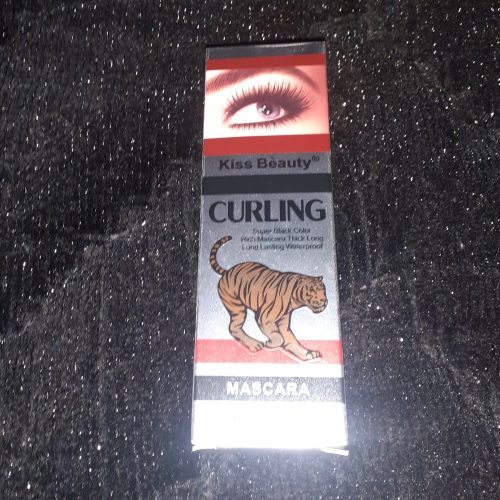 Kiss Beauty®
CURLING
Super Black Color
Rich Mascara Thick Long
Long Lasting Waterproof
MASCARA